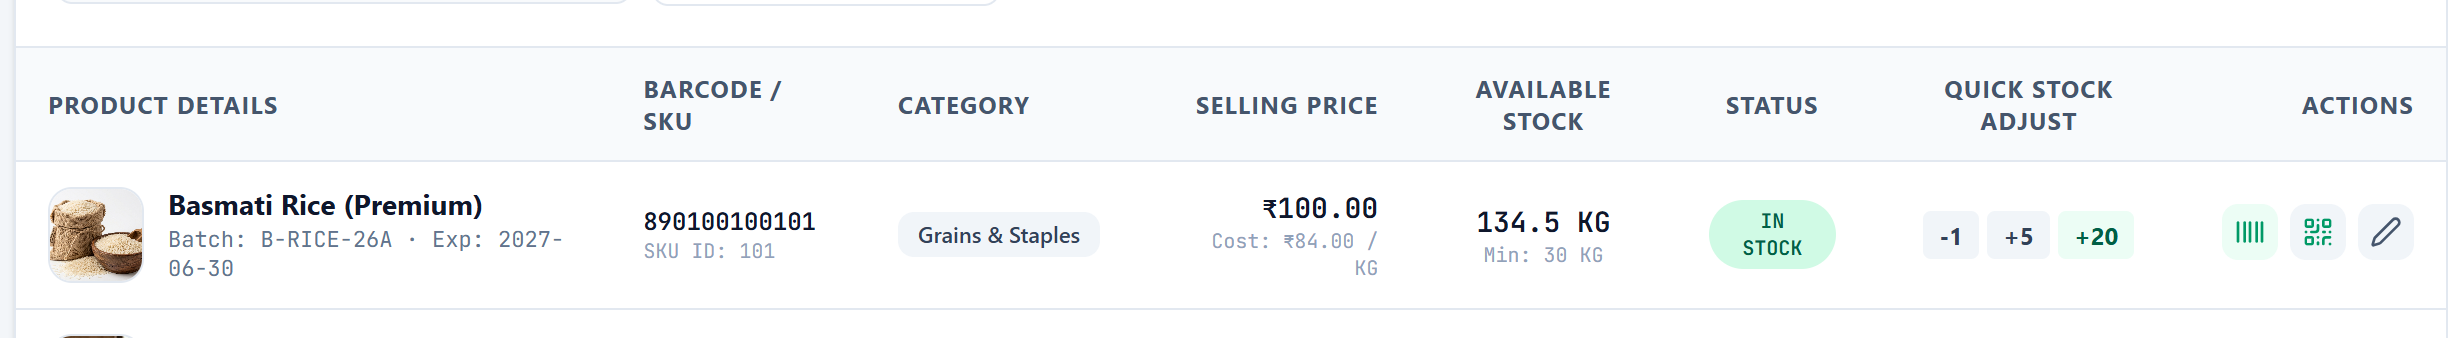 PRODUCT DETAILS
BARCODE /
SKU
CATEGORY
SELLING PRICE
AVAILABLE
STOCK
STATUS
QUICK STOCK
ADJUST
ACTIONS
Basmati Rice (Premium)
Batch: B-RICE-26A · Exp: 2027-
06-30
890100100101
SKU ID: 101
Grains & Staples
₹100.00
Cost: ₹84.00 /
KG
134.5 KG
Min: 30 KG
IN
STOCK
-1
+5
+20